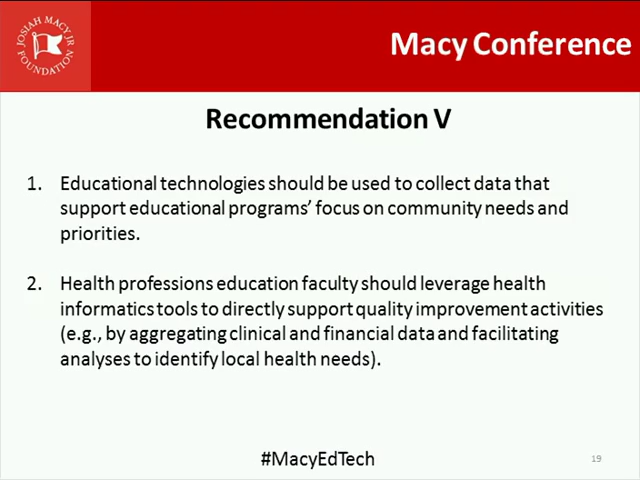 JOSIAH MACY JR
FOUNDATION
Macy Conference
Recommendation V
1. Educational technologies should be used to collect data that
support educational programs’ focus on community needs and
priorities.
2. Health professions education faculty should leverage health
informatics tools to directly support quality improvement activities
(e.g., by aggregating clinical and financial data and facilitating
analyses to identify local health needs).
#MacyEdTech
19